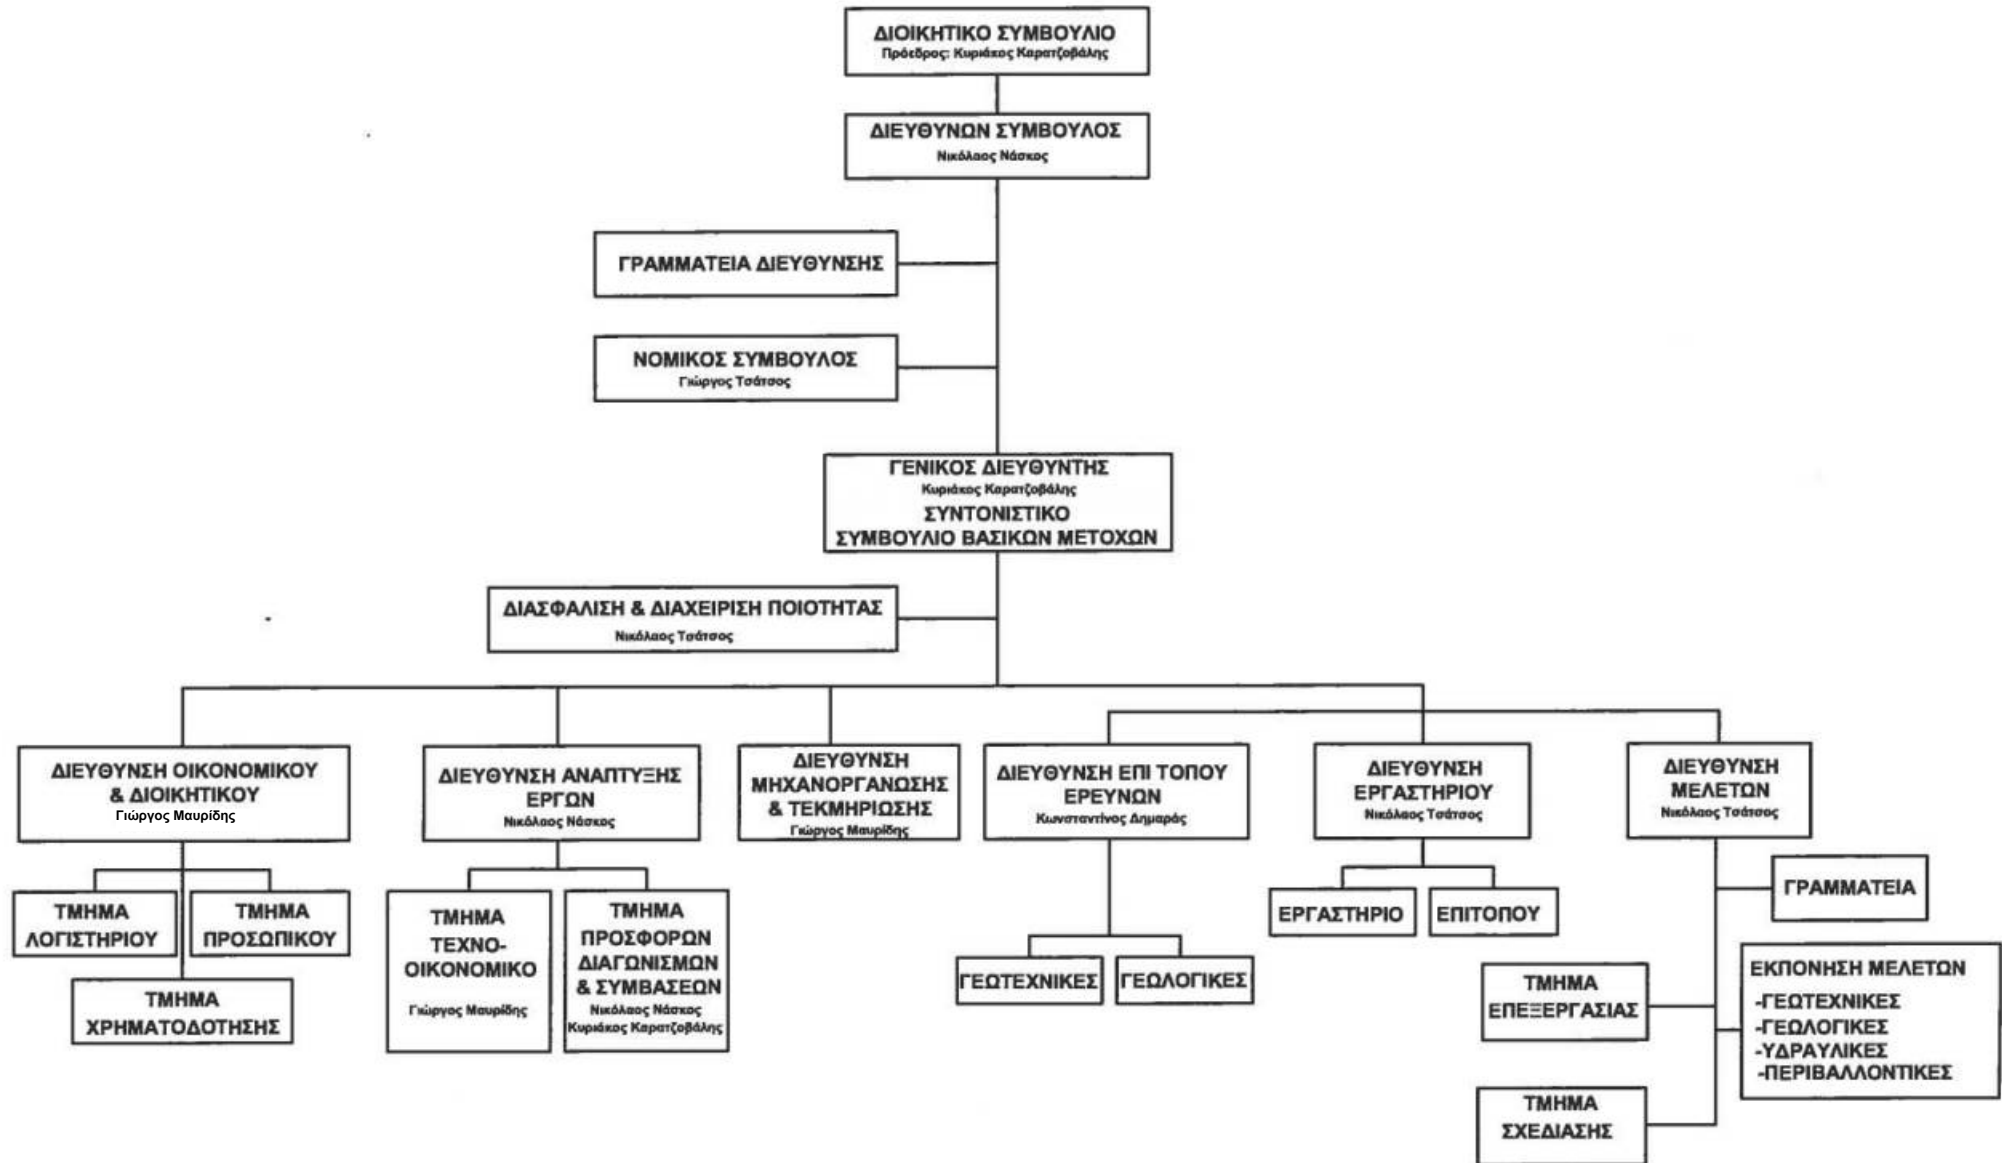 ΔΙΟΙΚΗΤΙΚΟ ΣΥΜΒΟΥΛΙΟ
Πρόεδρος: Κυριάκος Καρατζοβάλης
ΔΙΕΥΘΥΝΩΝ ΣΥΜΒΟΥΛΟΣ
Νικόλαος Νάσκος
ΓΡΑΜΜΑΤΕΙΑ ΔΙΕΥΘΥΝΣΗΣ
ΝΟΜΙΚΟΣ ΣΥΜΒΟΥΛΟΣ
Γιώργος Τσάτσος
ΓΕΝΙΚΟΣ ΔΙΕΥΘΥΝΤΗΣ
Κυριάκος Καρατζοβάλης
ΣΥΝΤΟΝΙΣΤΙΚΟ
ΣΥΜΒΟΥΛΙΟ ΒΑΣΙΚΩΝ ΜΕΤΟΧΩΝ
ΔΙΑΣΦΑΛΙΣΗ & ΔΙΑΧΕΙΡΙΣΗ ΠΟΙΟΤΗΤΑΣ
Νικόλαος Τσάτσος
ΔΙΕΥΘΥΝΣΗ ΟΙΚΟΝΟΜΙΚΟΥ
& ΔΙΟΙΚΗΤΙΚΟΥ
Γιώργος Μαυρίδης
ΔΙΕΥΘΥΝΣΗ ΑΝΑΠΤΥΞΗΣ
ΕΡΓΩΝ
Νικόλαος Νάσκος
ΔΙΕΥΘΥΝΣΗ
ΜΗΧΑΝΟΡΓΑΝΩΣΗΣ
& ΤΕΚΜΗΡΙΩΣΗΣ
Γιώργος Μαυρίδης
ΔΙΕΥΘΥΝΣΗ ΕΠΙ ΤΟΠΟΥ
ΕΡΕΥΝΩΝ
Κωνσταντίνος Δημαράς
ΔΙΕΥΘΥΝΣΗ
ΕΡΓΑΣΤΗΡΙΟΥ
Νικόλαος Τσάτσος
ΔΙΕΥΘΥΝΣΗ
ΜΕΛΕΤΩΝ
Νικόλαος Τσάτσος
ΤΜΗΜΑ
ΛΟΓΙΣΤΗΡΙΟΥ
ΤΜΗΜΑ
ΠΡΟΣΩΠΙΚΟΥ
ΤΜΗΜΑ
ΧΡΗΜΑΤΟΔΟΤΗΣΗΣ
ΤΜΗΜΑ
ΤΕΧΝΟ-
ΟΙΚΟΝΟΜΙΚΟ
Γιώργος Μαυρίδης
ΤΜΗΜΑ
ΠΡΟΣΦΟΡΩΝ
ΔΙΑΓΩΝΙΣΜΩΝ
& ΣΥΜΒΑΣΕΩΝ
Νικόλαος Νάσκος
Κυριάκος Καρατζοβάλης
ΓΕΩΤΕΧΝΙΚΕΣ
ΓΕΩΛΟΓΙΚΕΣ
ΕΡΓΑΣΤΗΡΙΟ
ΕΠΙΤΟΠΟΥ
ΓΡΑΜΜΑΤΕΙΑ
ΤΜΗΜΑ
ΕΠΕΞΕΡΓΑΣΙΑΣ
ΕΚΠΟΝΗΣΗ ΜΕΛΕΤΩΝ
-ΓΕΩΤΕΧΝΙΚΕΣ
-ΓΕΩΛΟΓΙΚΕΣ
-ΥΔΡΑΥΛΙΚΕΣ
-ΠΕΡΙΒΑΛΛΟΝΤΙΚΕΣ
ΤΜΗΜΑ
ΣΧΕΔΙΑΣΗΣ